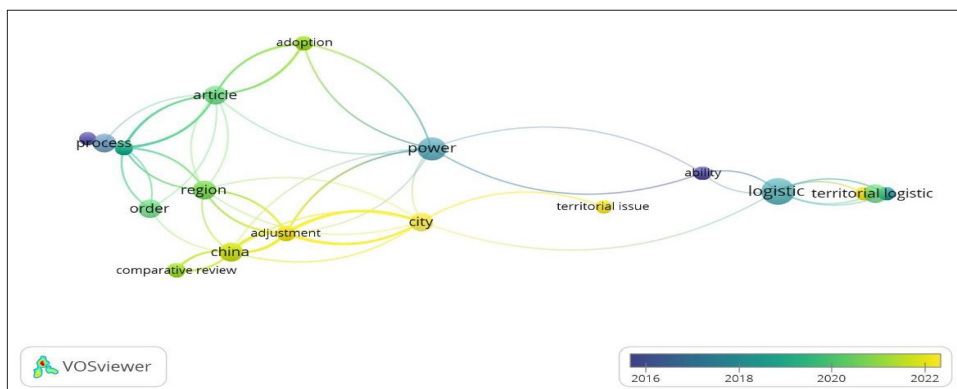 adoption
article
process
power
ability
region
logistic
territorial logistic
order
territorial issue
city
adjustment
china
comparative review
VOSviewer
2016 2018 2020 2022